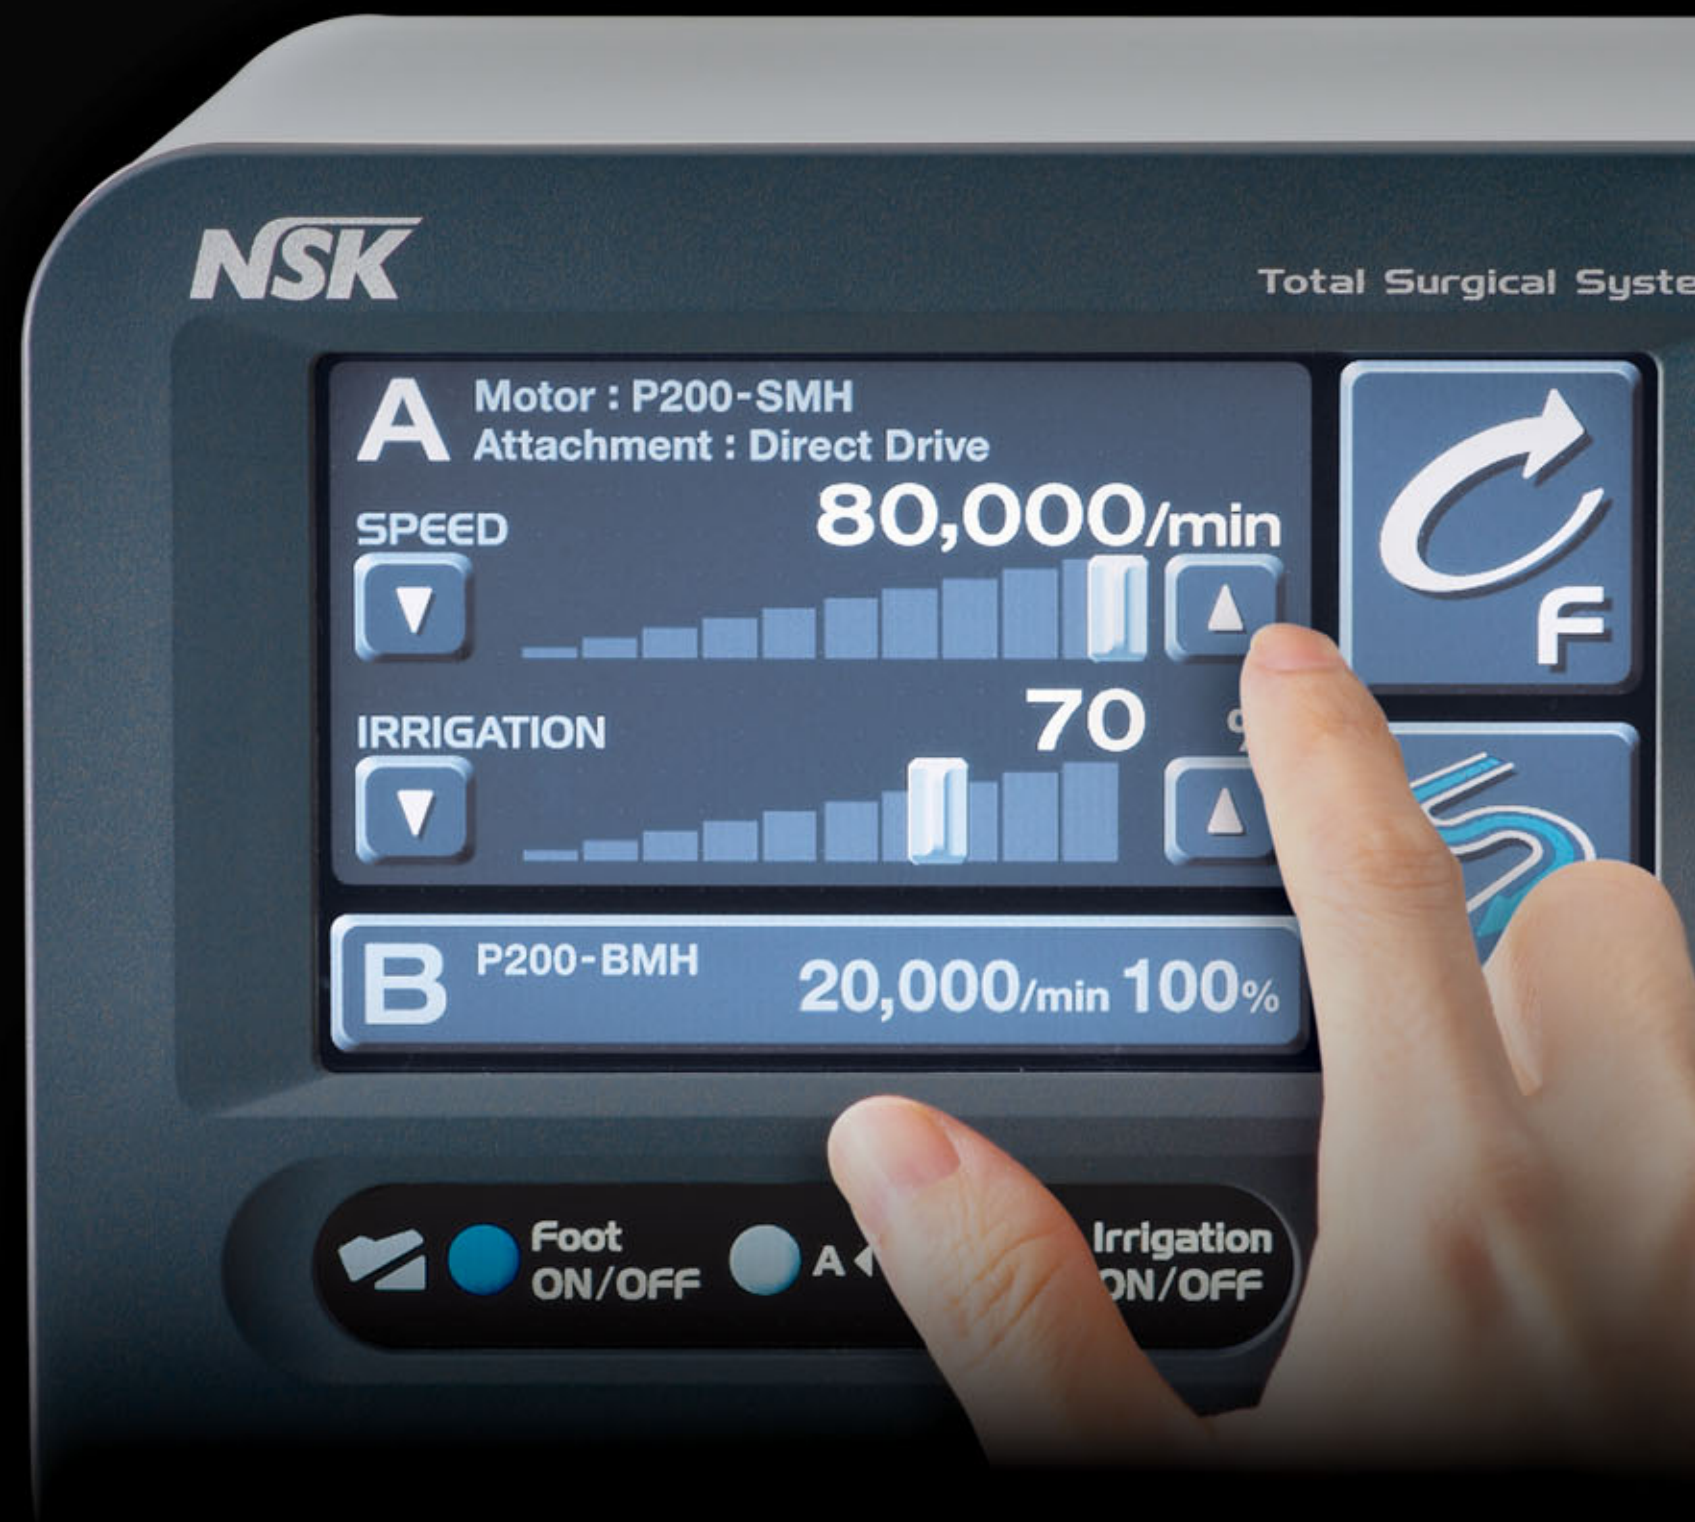 NSK
Total Surgical
A
Motor : P200-SMH
Attachment : Direct Drive
SPEED
80,000/min
F
IRRIGATION
70
B
P200-BMH
20,000/min 100%
Foot
ON/OFF
A
Irrigation
ON/OFF